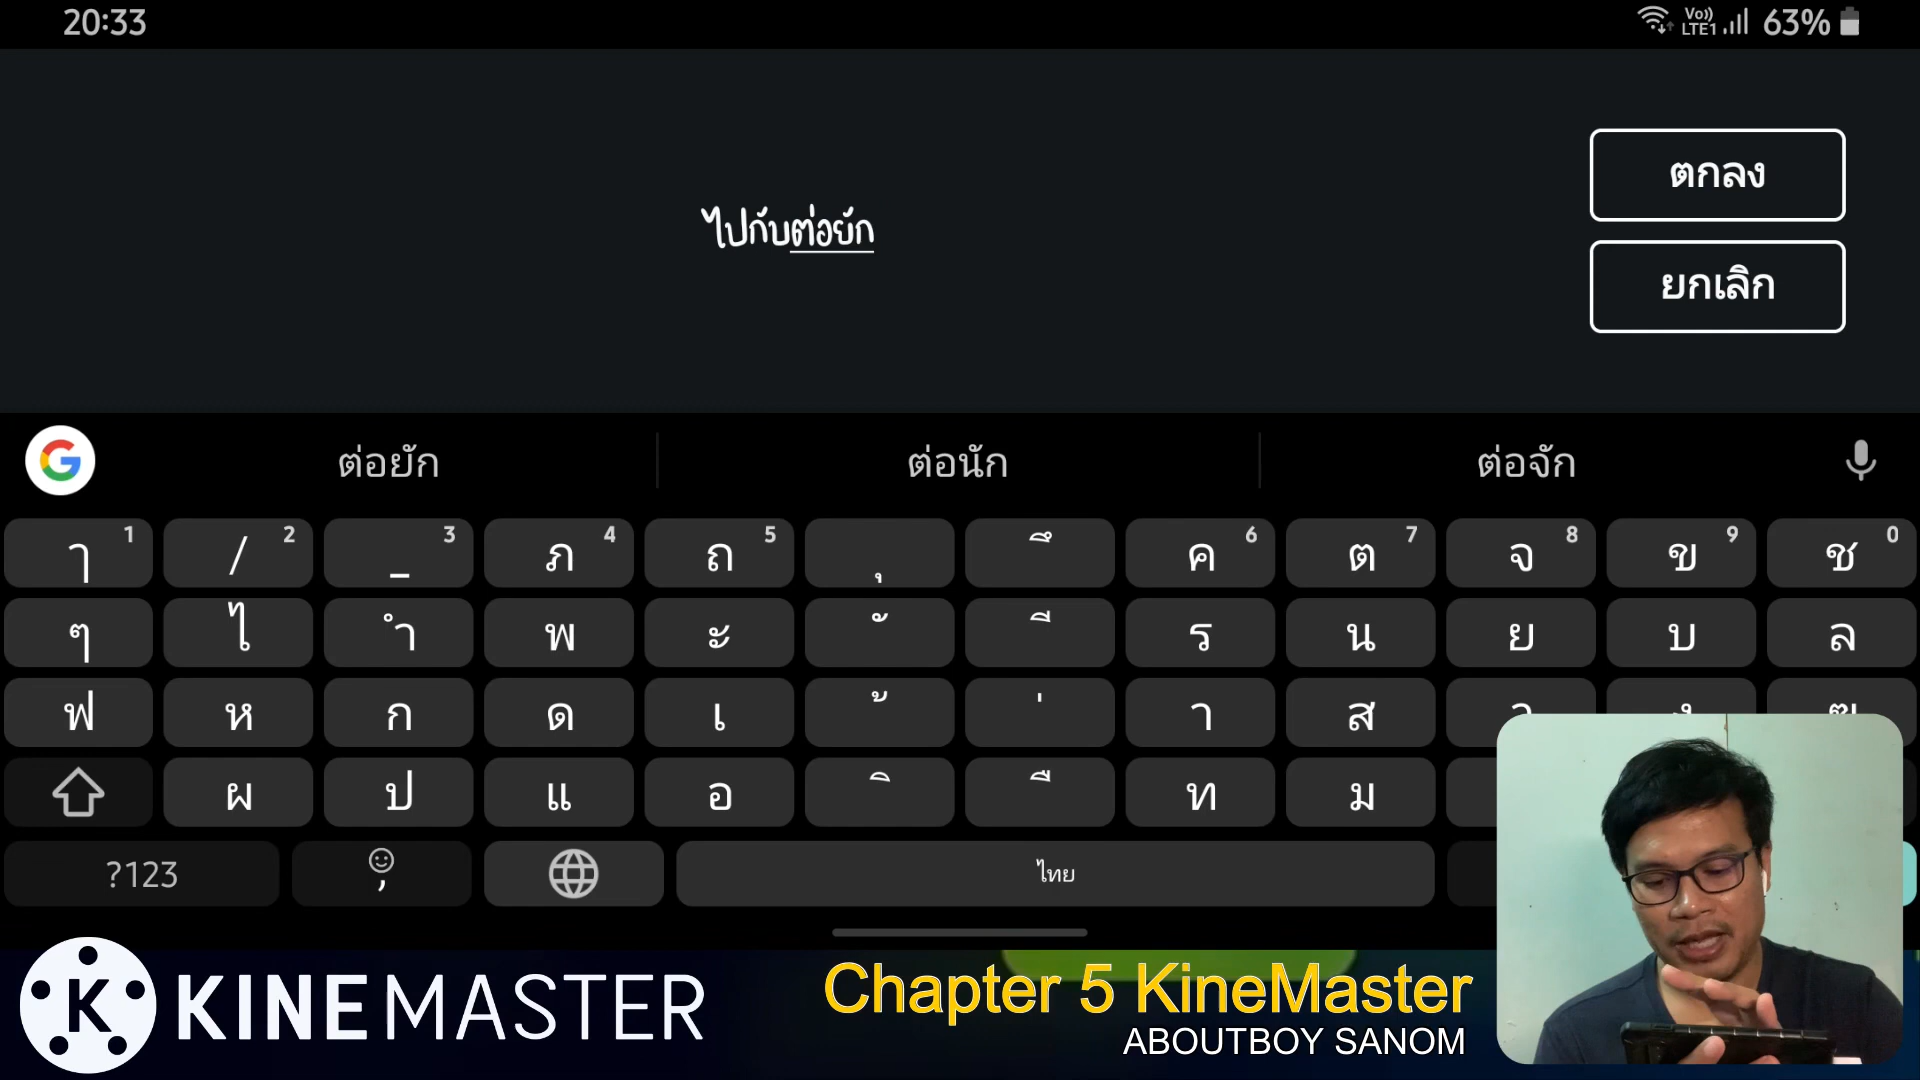 20:33
Vo))
LTE1
63%
ตกลง
ไปกับต่อยัก
ยกเลิก
G
ต่อยัก ต่อนัก ต่อจัก
ๅ 1 / 2 _ 3 ภ 4 ถ 5 ุ ึ ค 6 ต 7 จ 8 ข 9 ช 0
ๆ ไ ำ พ ะ ั ี ร น ย บ ล
ฟ ห ก ด เ ้ ่ า ส
ผ ป แ อ ิ ื ท ม
?123 , ไทย
K KINEMASTER
Chapter 5 KineMaster
ABOUTBOY SANOM